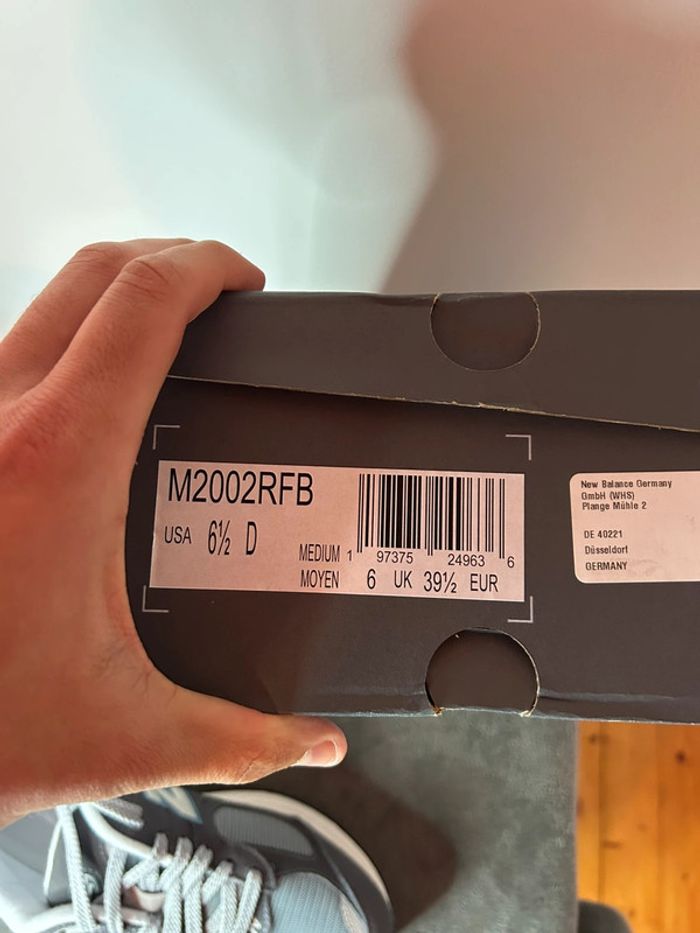 M2002RFB
USA 6½ D
MEDIUM
MOYEN
1 97375 24963 6
6 UK 39½ EUR
New Balance Germany
GmbH (WHS)
Plange Mühle 2
DE 40221
Düsseldorf
GERMANY